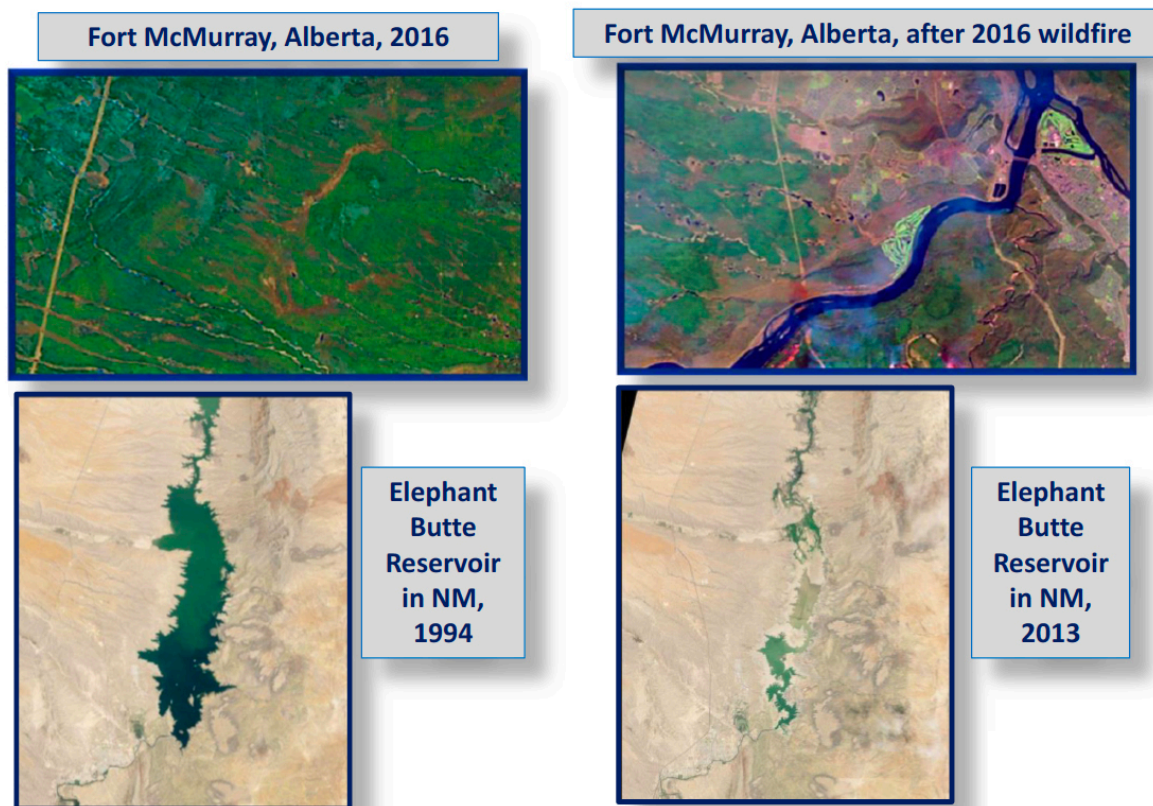 Fort McMurray, Alberta, 2016
Fort McMurray, Alberta, after 2016 wildfire
Elephant
Butte
Reservoir
in NM,
1994
Elephant
Butte
Reservoir
in NM,
2013